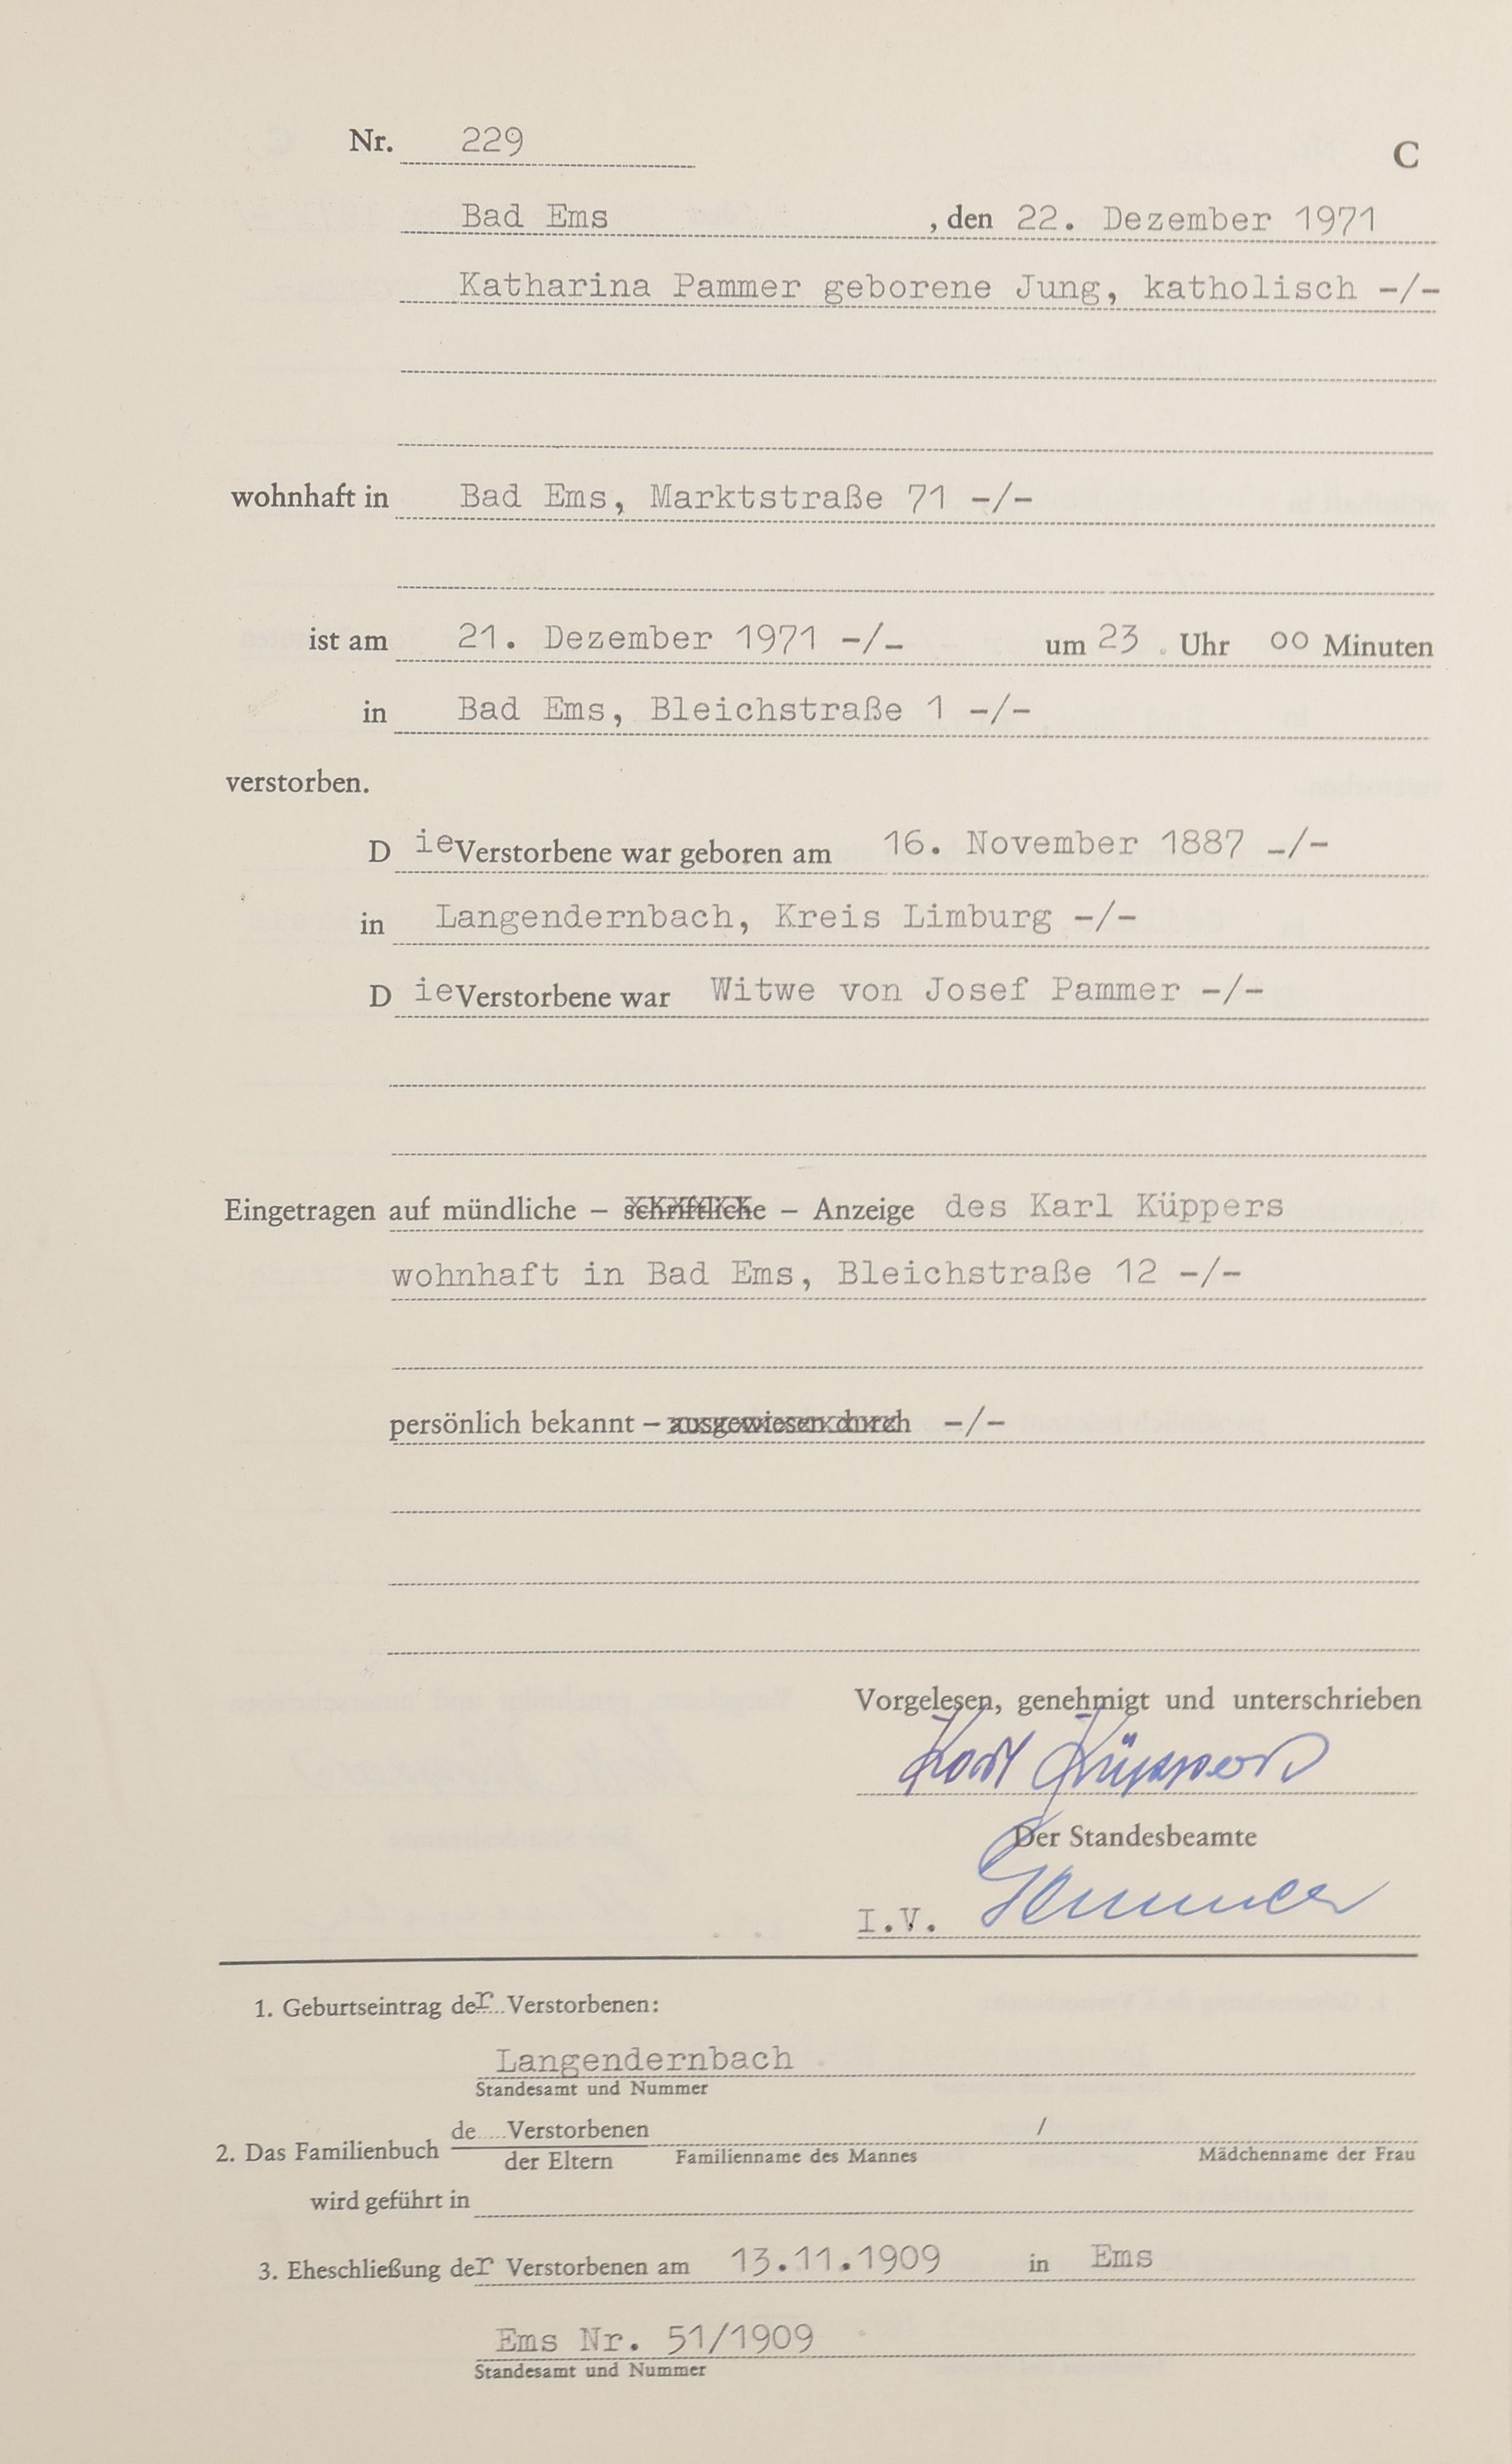 Nr. 229
C
Bad Ems , den 22. Dezember 1971
Katharina Pammer geborene Jung, katholisch -/-
wohnhaft in Bad Ems, Marktstraße 71 -/-
ist am 21. Dezember 1971 -/- um 23 . Uhr 00 Minuten
in Bad Ems, Bleichstraße 1 -/-
verstorben.
D ie Verstorbene war geboren am 16. November 1887 -/-
in Langendernbach, Kreis Limburg -/-
D ie Verstorbene war Witwe von Josef Pammer -/-
Eingetragen auf mündliche – schriftliche – Anzeige des Karl Küppers
wohnhaft in Bad Ems, Bleichstraße 12 -/-
persönlich bekannt – ausgewiesen durch -/-
Vorgelesen, genehmigt und unterschrieben
Karl Küppers
Der Standesbeamte
I.V.
1. Geburtseintrag der Verstorbenen:
Langendernbach
Standesamt und Nummer
2. Das Familienbuch de Verstorbenen /
der Eltern Familienname des Mannes Mädchenname der Frau
wird geführt in
3. Eheschließung der Verstorbenen am 13.11.1909 in Ems
Ems Nr. 51/1909
Standesamt und Nummer